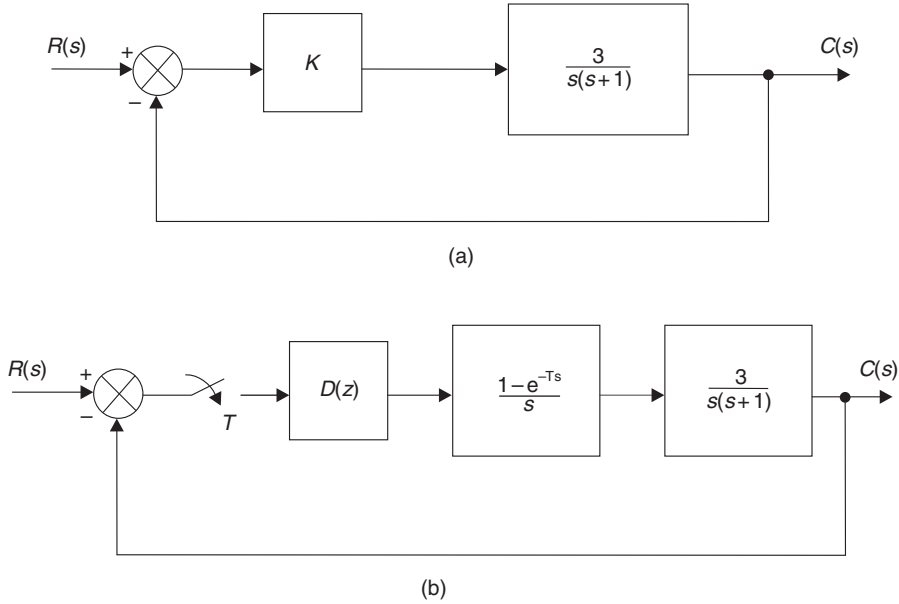 R(s)
+
−
K
3
s(s+1)
C(s)
(a)
R(s)
+
−
T
D(z)
1−e⁻ᵀˢ
s
3
s(s+1)
C(s)
(b)